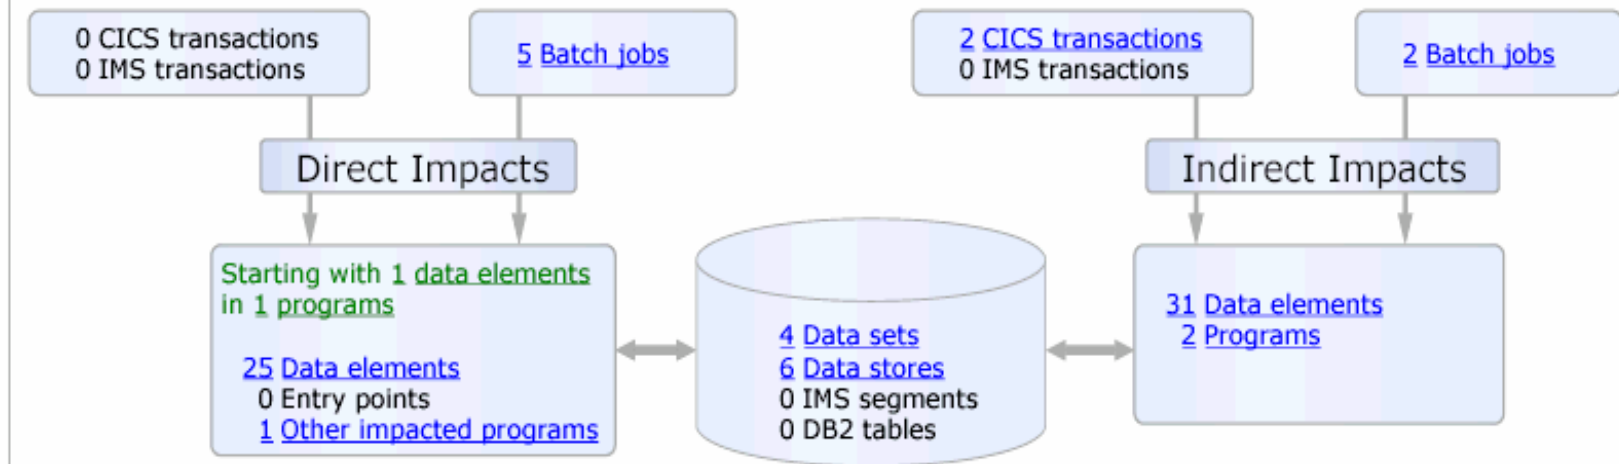 0 CICS transactions
0 IMS transactions
5 Batch jobs
2 CICS transactions
0 IMS transactions
2 Batch jobs
Direct Impacts
Indirect Impacts
Starting with 1 data elements
in 1 programs
25 Data elements
0 Entry points
1 Other impacted programs
4 Data sets
6 Data stores
0 IMS segments
0 DB2 tables
31 Data elements
2 Programs